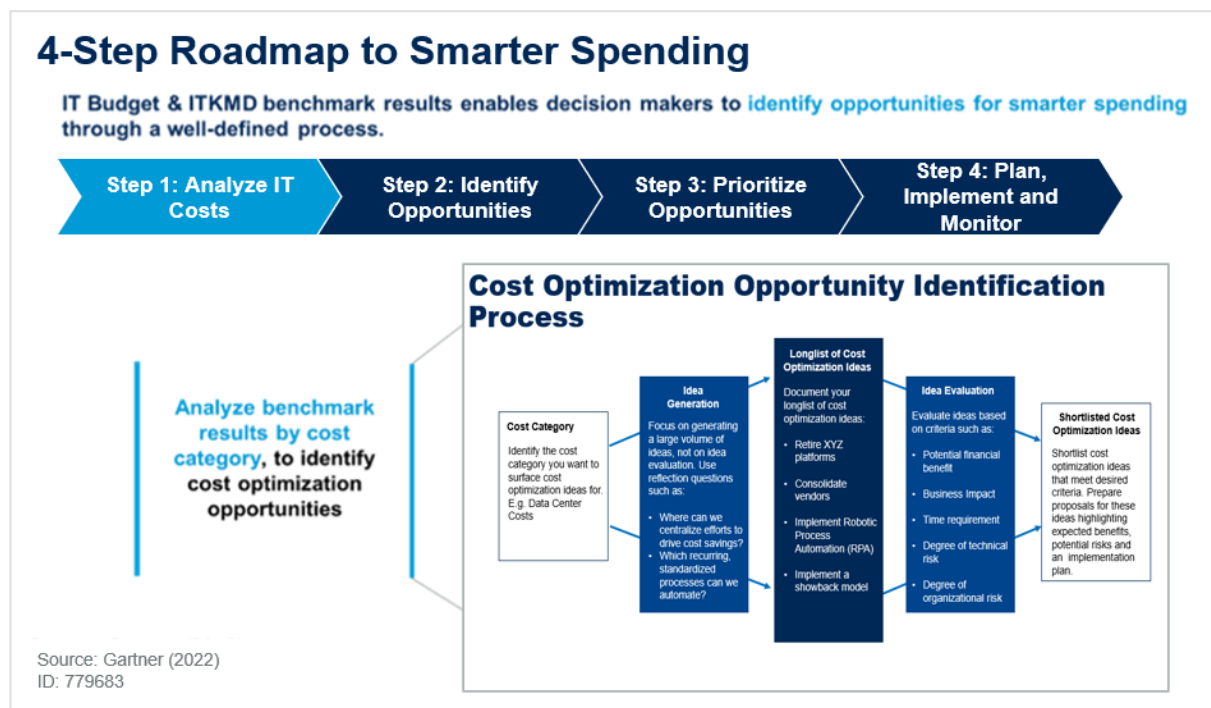 4-Step Roadmap to Smarter Spending
IT Budget & ITKMD benchmark results enables decision makers to identify opportunities for smarter spending
through a well-defined process.
Step 1: Analyze IT
Costs
Step 2: Identify
Opportunities
Step 3: Prioritize
Opportunities
Step 4: Plan,
Implement and
Monitor
Analyze benchmark
results by cost
category, to identify
cost optimization
opportunities
Cost Optimization Opportunity Identification
Process
Cost Category
Identify the cost
category you want to
surface cost
optimization ideas for.
E.g. Data Center
Costs
Idea
Generation
Focus on generating
a large volume of
ideas, not on idea
evaluation. Use
reflection questions
such as:
• Where can we
centralize efforts to
drive cost savings?
• Which recurring,
standardized
processes can we
automate?
Longlist of Cost
Optimization Ideas
Document your
longlist of cost
optimization ideas:
• Retire XYZ
platforms
• Consolidate
vendors
• Implement Robotic
Process
Automation (RPA)
• Implement a
showback model
Idea Evaluation
Evaluate ideas based
on criteria such as:
• Potential financial
benefit
• Business Impact
• Time requirement
• Degree of technical
risk
• Degree of
organizational risk
Shortlisted Cost
Optimization Ideas
Shortlist cost
optimization ideas
that meet desired
criteria. Prepare
proposals for these
ideas highlighting
expected benefits,
potential risks and
an implementation
plan.
Source: Gartner (2022)
ID: 779683